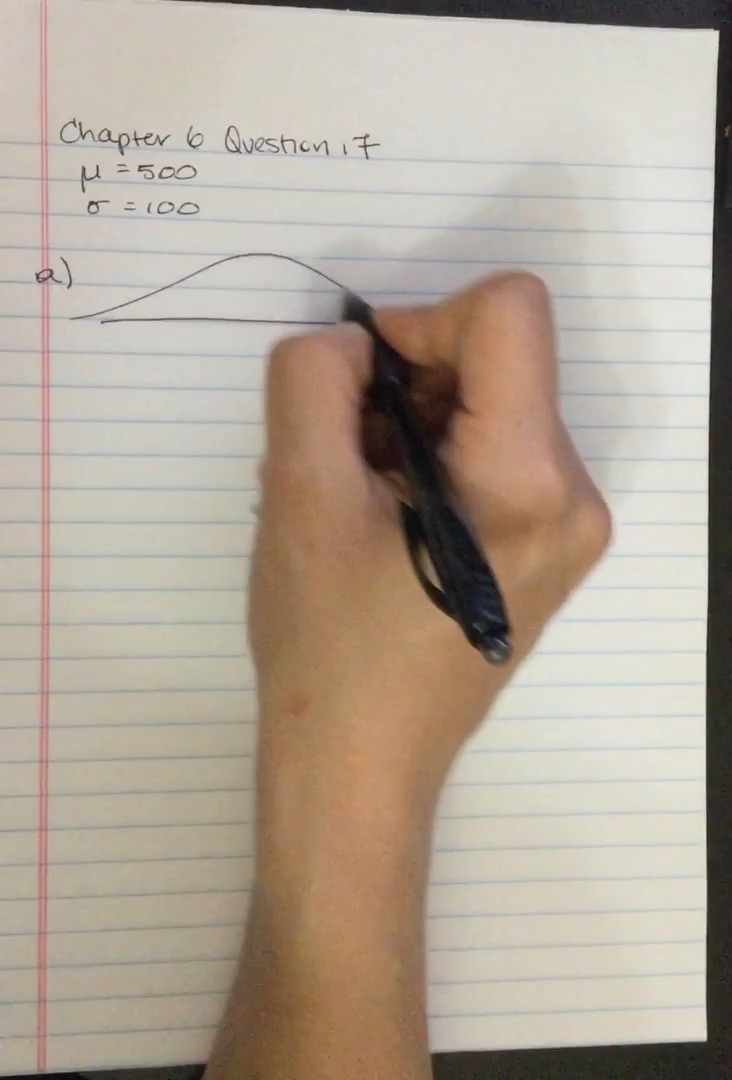 Chapter 6 Question 17
μ = 500
σ = 100
a)